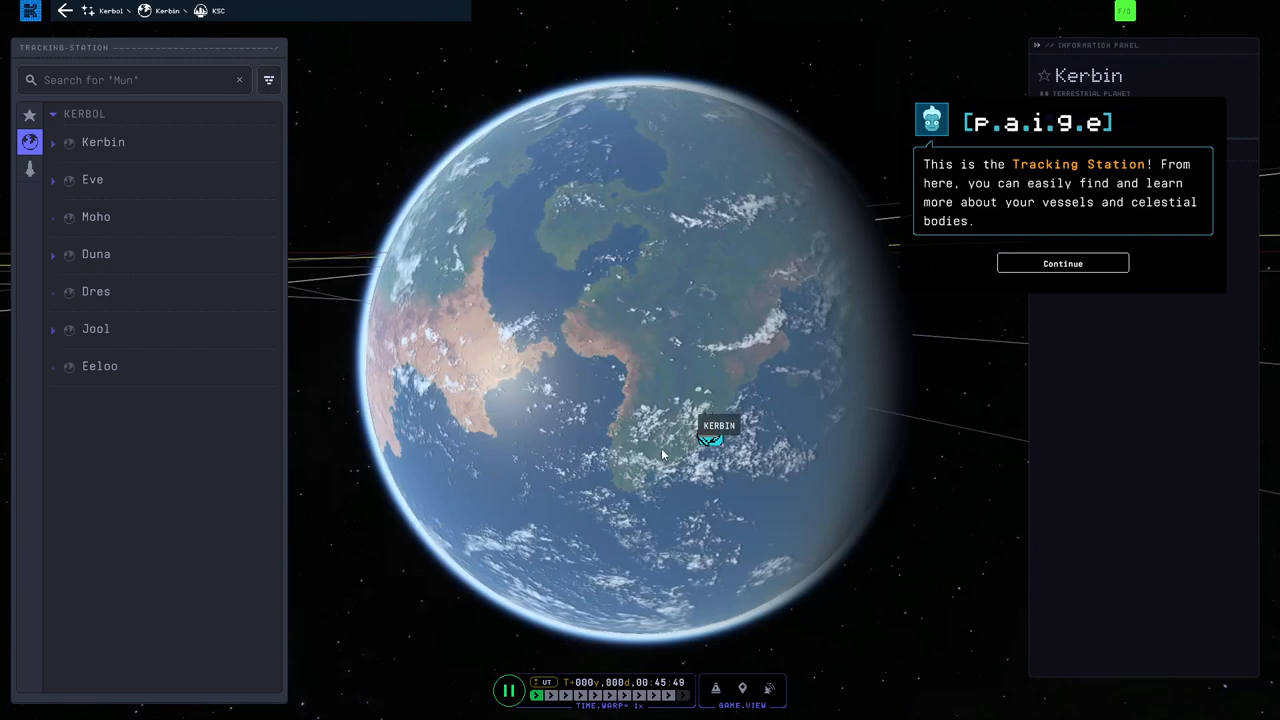 Kerbol
Kerbin
KSC
F/O
TRACKING-STATION
Search for "Mun"
KERBOL
Kerbin
Eve
Moho
Duna
Dres
Jool
Eeloo
KERBIN
// INFORMATION PANEL
Kerbin
TERRESTRIAL PLANET
[p.a.i.g.e]
This is the Tracking Station! From
here, you can easily find and learn
more about your vessels and celestial
bodies.
Continue
UT T+000y,000d,00:45:49
TIME.WARP= 1x
GAME.VIEW